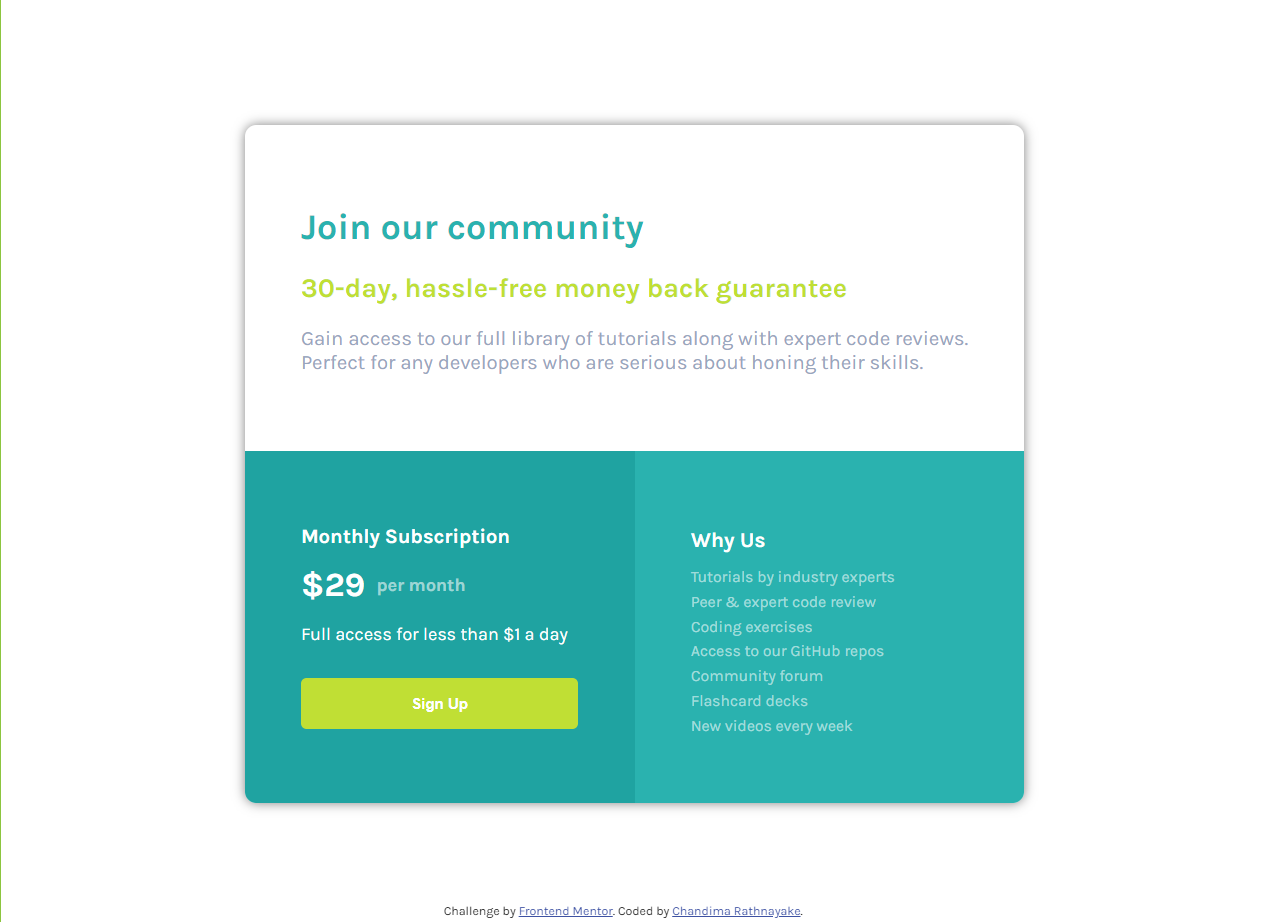 Join our community
30-day, hassle-free money back guarantee
Gain access to our full library of tutorials along with expert code reviews.
Perfect for any developers who are serious about honing their skills.
Monthly Subscription
$29 per month
Full access for less than $1 a day
Sign Up
Why Us
Tutorials by industry experts
Peer & expert code review
Coding exercises
Access to our GitHub repos
Community forum
Flashcard decks
New videos every week
Challenge by Frontend Mentor. Coded by Chandima Rathnayake.